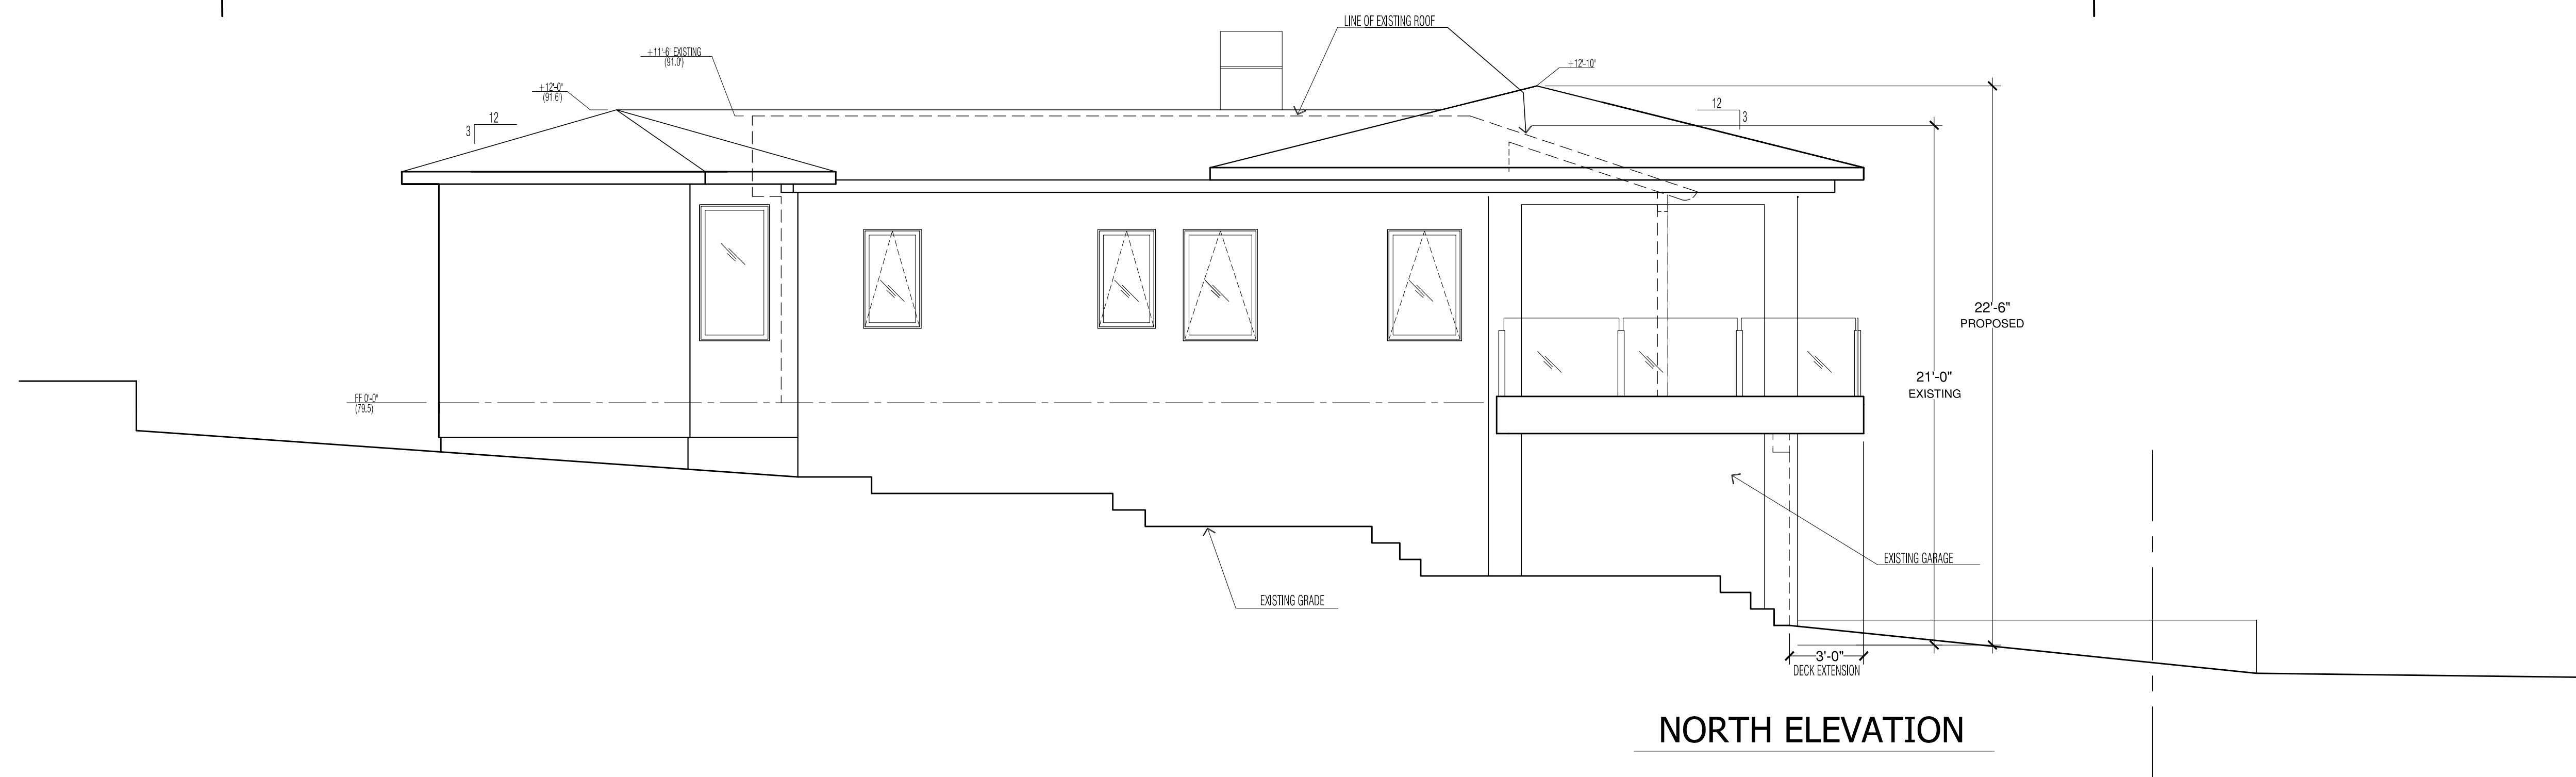 LINE OF EXISTING ROOF
+11'-6" EXISTING
(91.0')
+12'-10"
+12'-0"
(91.6')
12
3
12
3
22'-6"
PROPOSED
21'-0"
EXISTING
FF 0'-0"
(79.5)
EXISTING GARAGE
EXISTING GRADE
3'-0"
DECK EXTENSION
NORTH ELEVATION